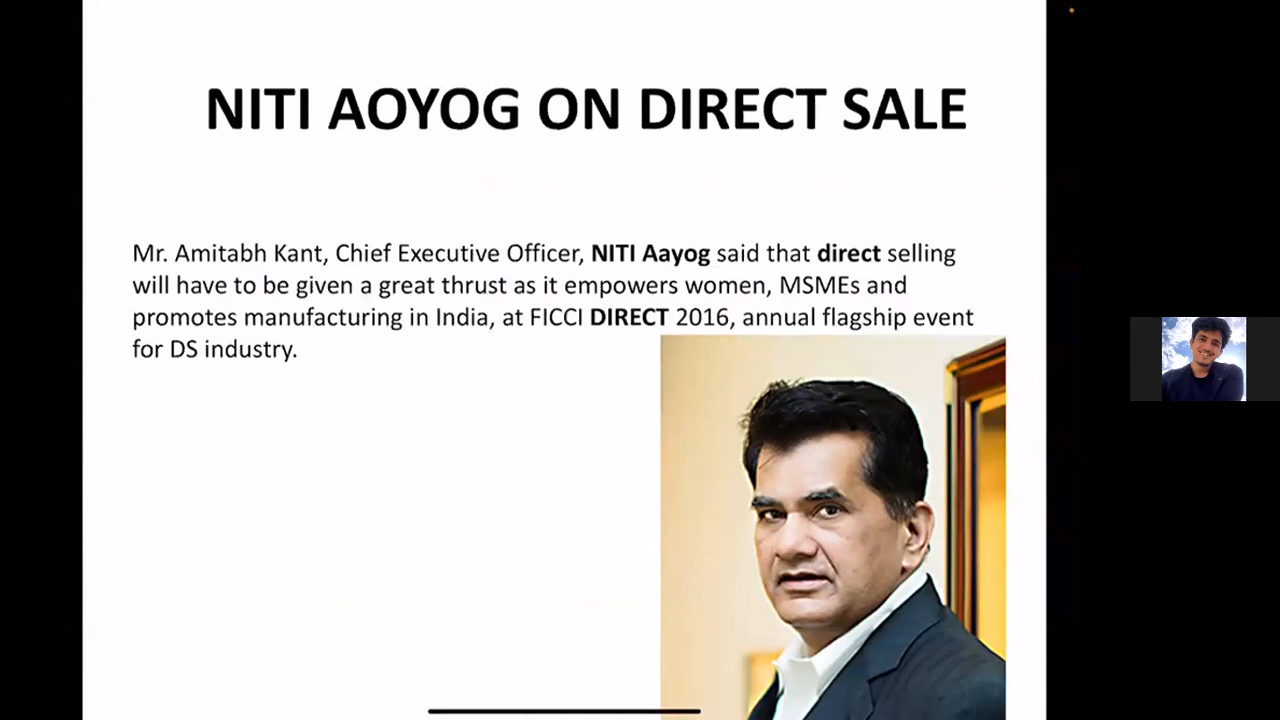 NITI AOYOG ON DIRECT SALE
Mr. Amitabh Kant, Chief Executive Officer, NITI Aayog said that direct selling
will have to be given a great thrust as it empowers women, MSMEs and
promotes manufacturing in India, at FICCI DIRECT 2016, annual flagship event
for DS industry.